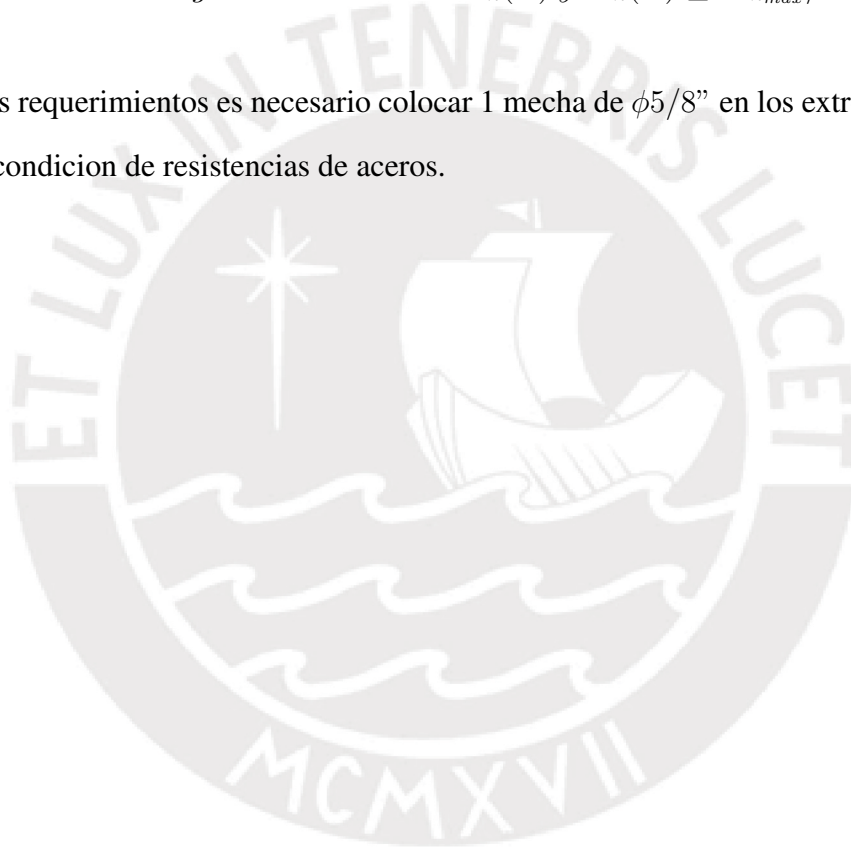 s requerimientos es necesario colocar 1 mecha de ϕ5/8” en los extr
condicion de resistencias de aceros.
ET LUX IN TENEBRIS LUCET
MCMXVII